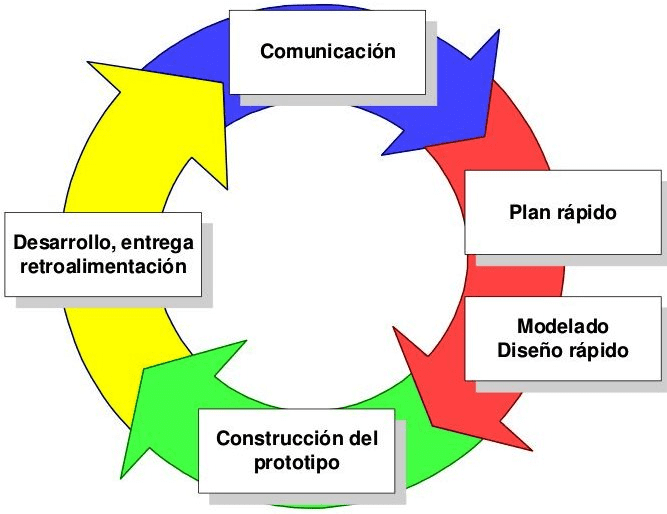 Comunicación
Plan rápido
Modelado
Diseño rápido
Construcción del
prototipo
Desarrollo, entrega
retroalimentación